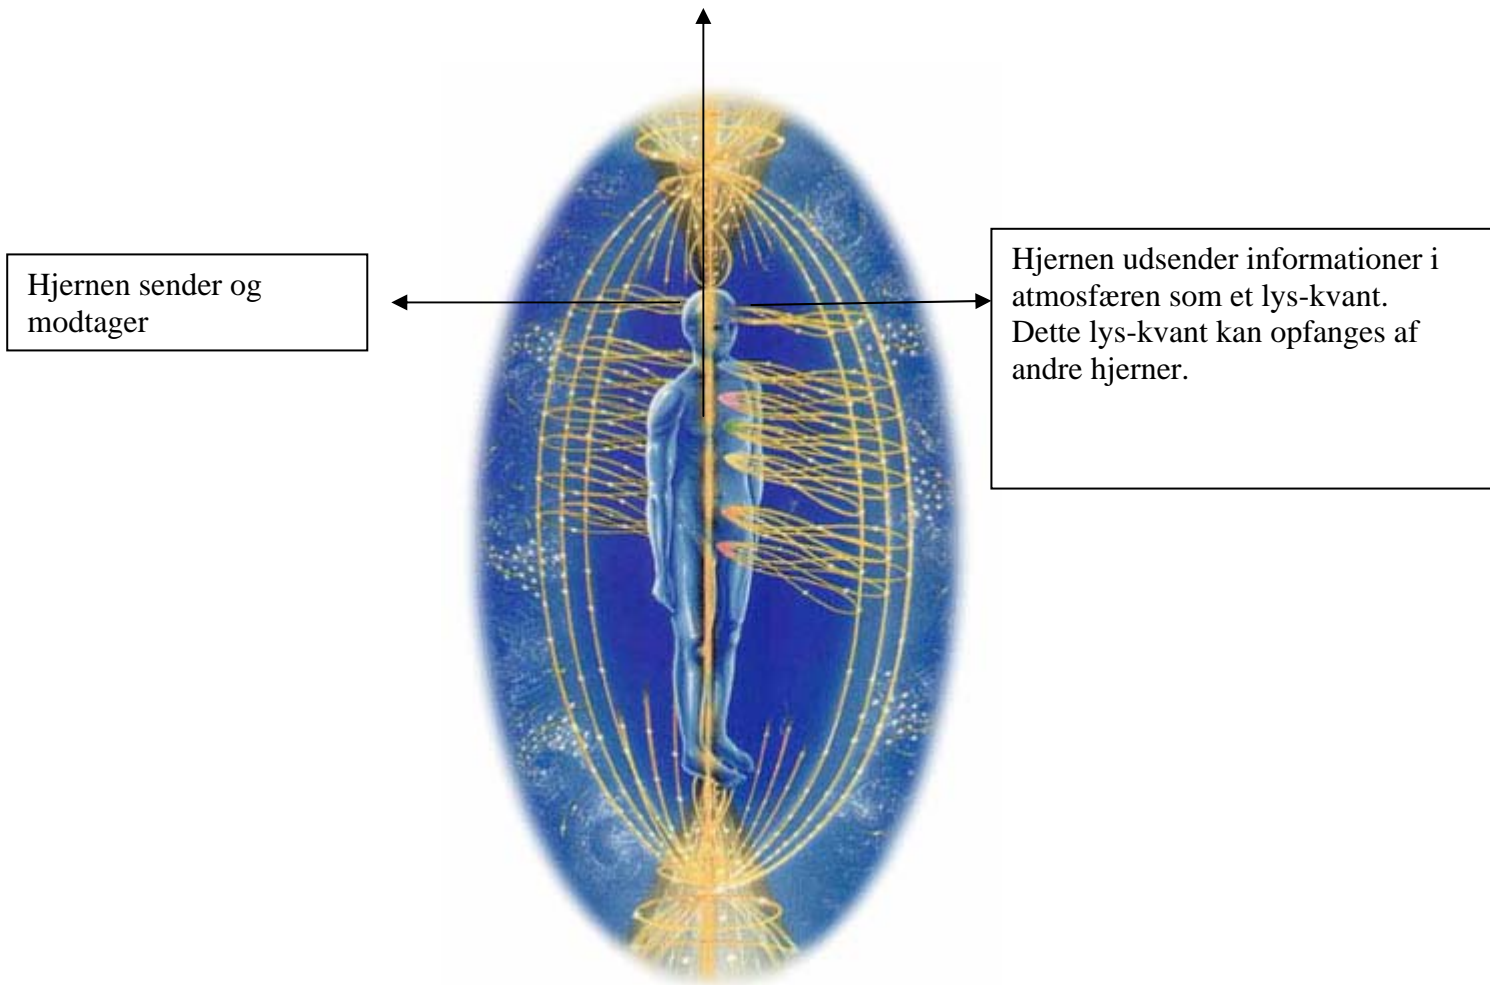 Hjernen sender og
modtager
Hjernen udsender informationer i
atmosfæren som et lys-kvant.
Dette lys-kvant kan opfanges af
andre hjerner.